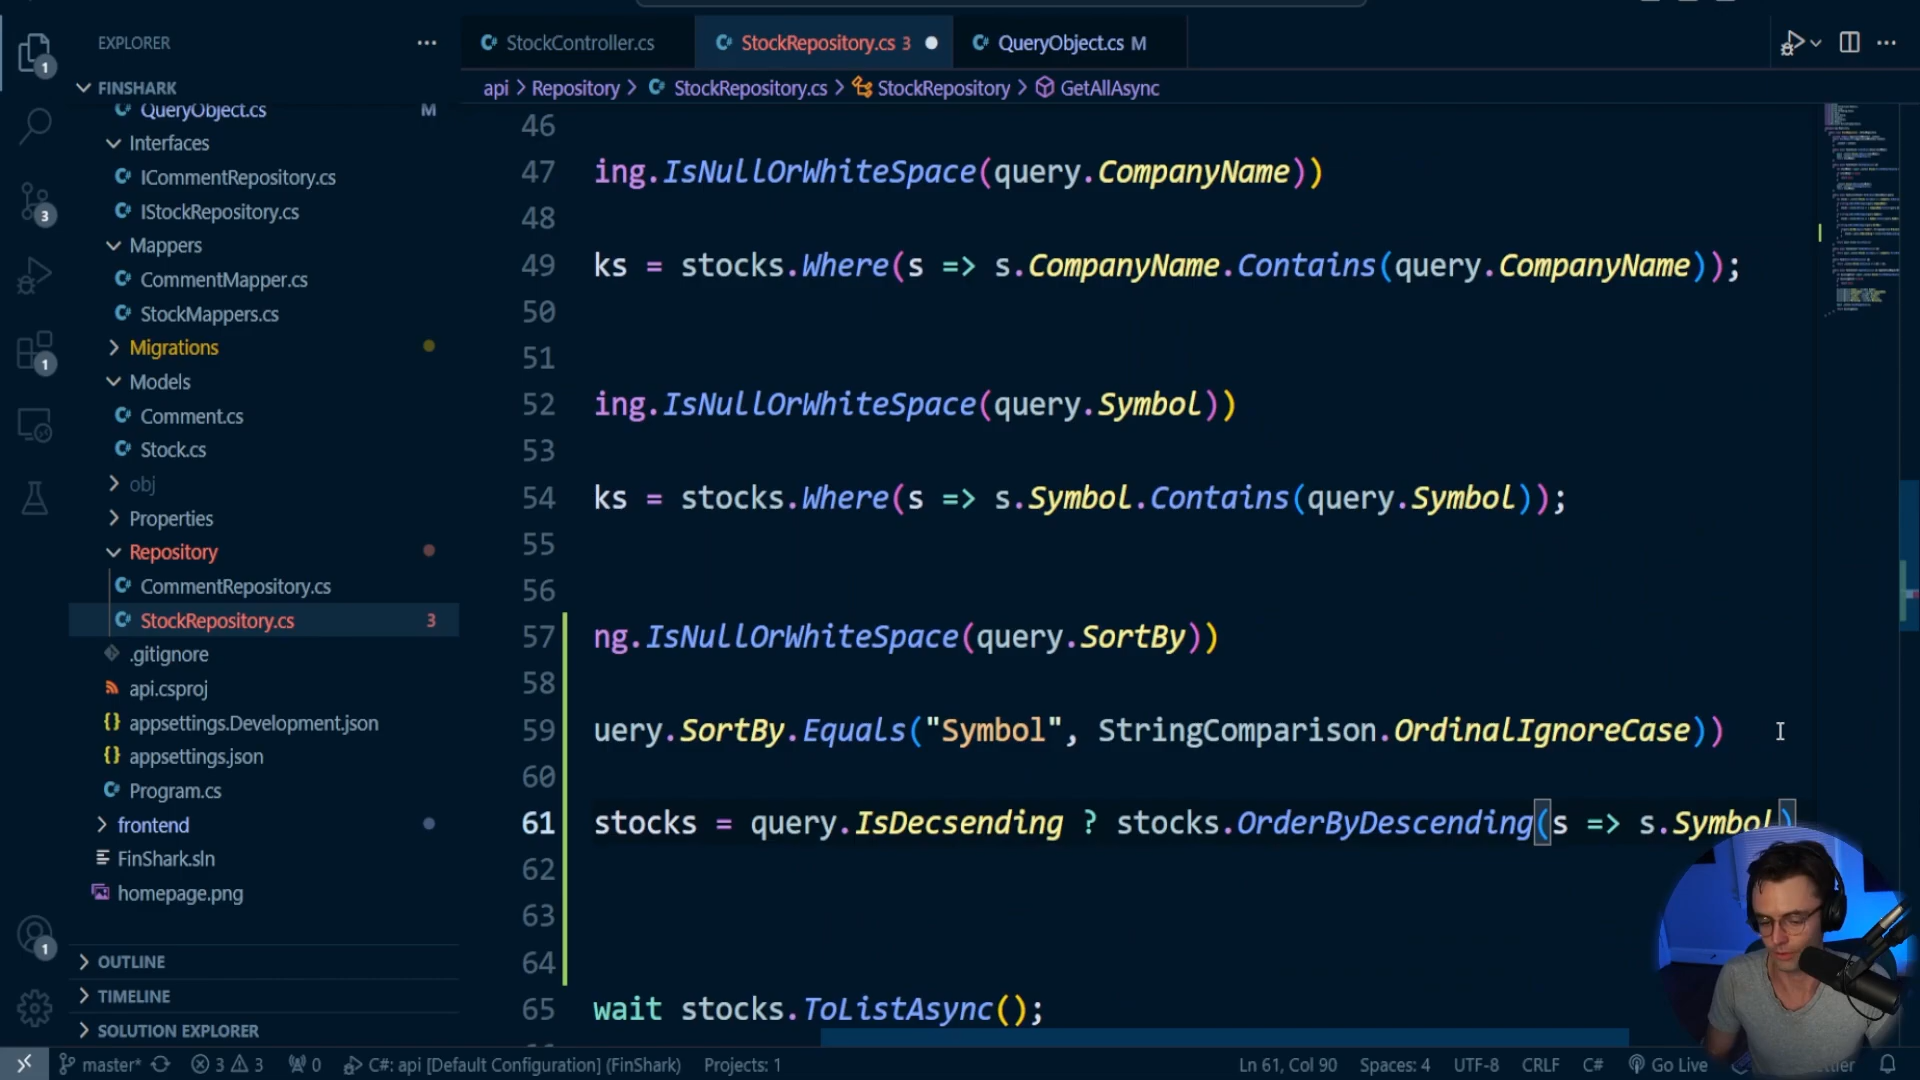 EXPLORER
FINSHARK
QueryObject.cs M
Interfaces
ICommentRepository.cs
IStockRepository.cs
Mappers
CommentMapper.cs
StockMappers.cs
Migrations
Models
Comment.cs
Stock.cs
obj
Properties
Repository
CommentRepository.cs
StockRepository.cs 3
.gitignore
api.csproj
appsettings.Development.json
appsettings.json
Program.cs
frontend
FinShark.sln
homepage.png
OUTLINE
TIMELINE
SOLUTION EXPLORER
1
3
1
1
StockController.cs
StockRepository.cs 3
QueryObject.cs M
api > Repository > StockRepository.cs > StockRepository > GetAllAsync
46
47 ing.IsNullOrWhiteSpace(query.CompanyName))
48
49 ks = stocks.Where(s => s.CompanyName.Contains(query.CompanyName));
50
51
52 ing.IsNullOrWhiteSpace(query.Symbol))
53
54 ks = stocks.Where(s => s.Symbol.Contains(query.Symbol));
55
56
57 ng.IsNullOrWhiteSpace(query.SortBy))
58
59 uery.SortBy.Equals("Symbol", StringComparison.OrdinalIgnoreCase))
60
61 stocks = query.IsDecsending ? stocks.OrderByDescending(s => s.Symbol)
62
63
64
65 wait stocks.ToListAsync();
master* 3 3 0 C#: api [Default Configuration] (FinShark) Projects: 1 Ln 61, Col 90 Spaces: 4 UTF-8 CRLF C# Go Live